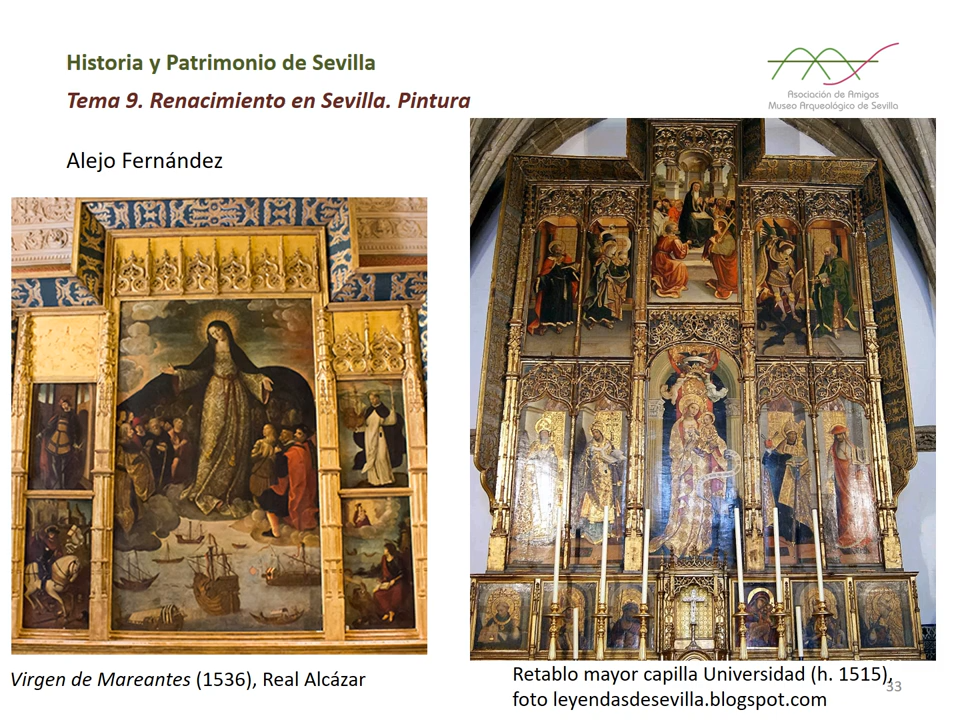 Historia y Patrimonio de Sevilla
Tema 9. Renacimiento en Sevilla. Pintura
Asociación de Amigos
Museo Arqueológico de Sevilla
Alejo Fernández
Virgen de Mareantes (1536), Real Alcázar
Retablo mayor capilla Universidad (h. 1515),
foto leyendasdesevilla.blogspot.com
33